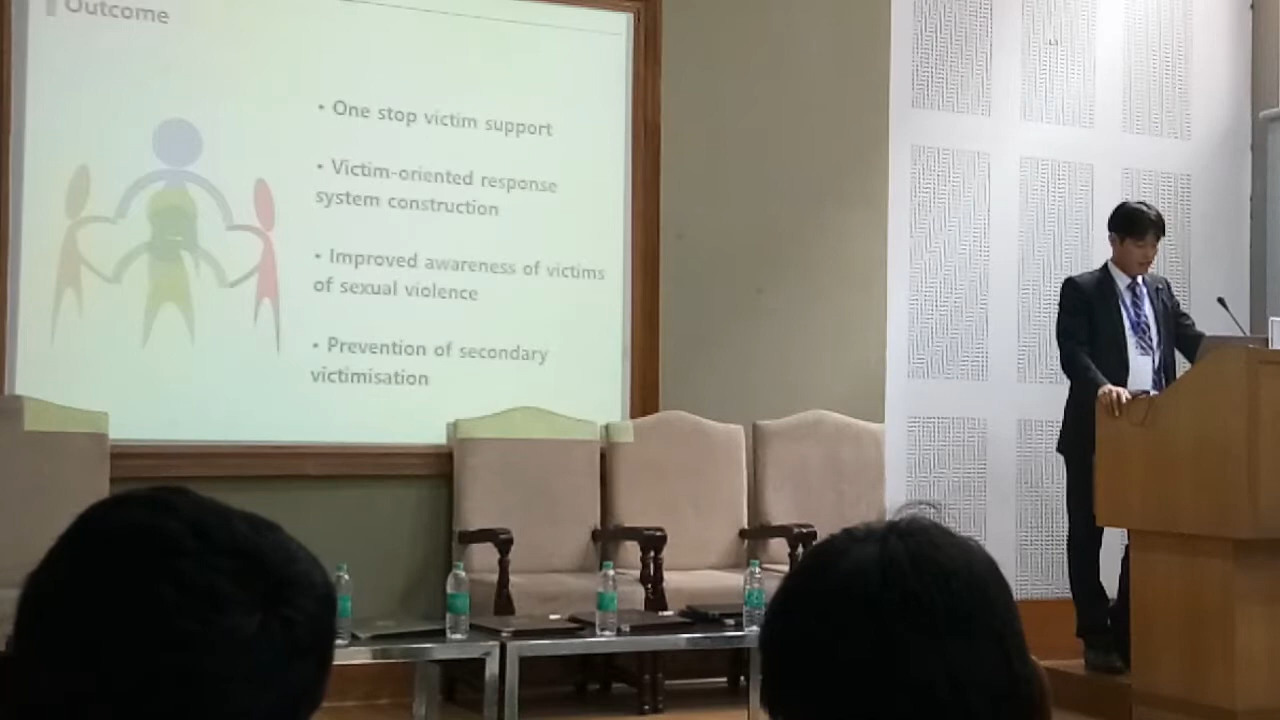 Outcome
• One stop victim support
• Victim-oriented response
system construction
• Improved awareness of victims
of sexual violence
• Prevention of secondary
victimisation